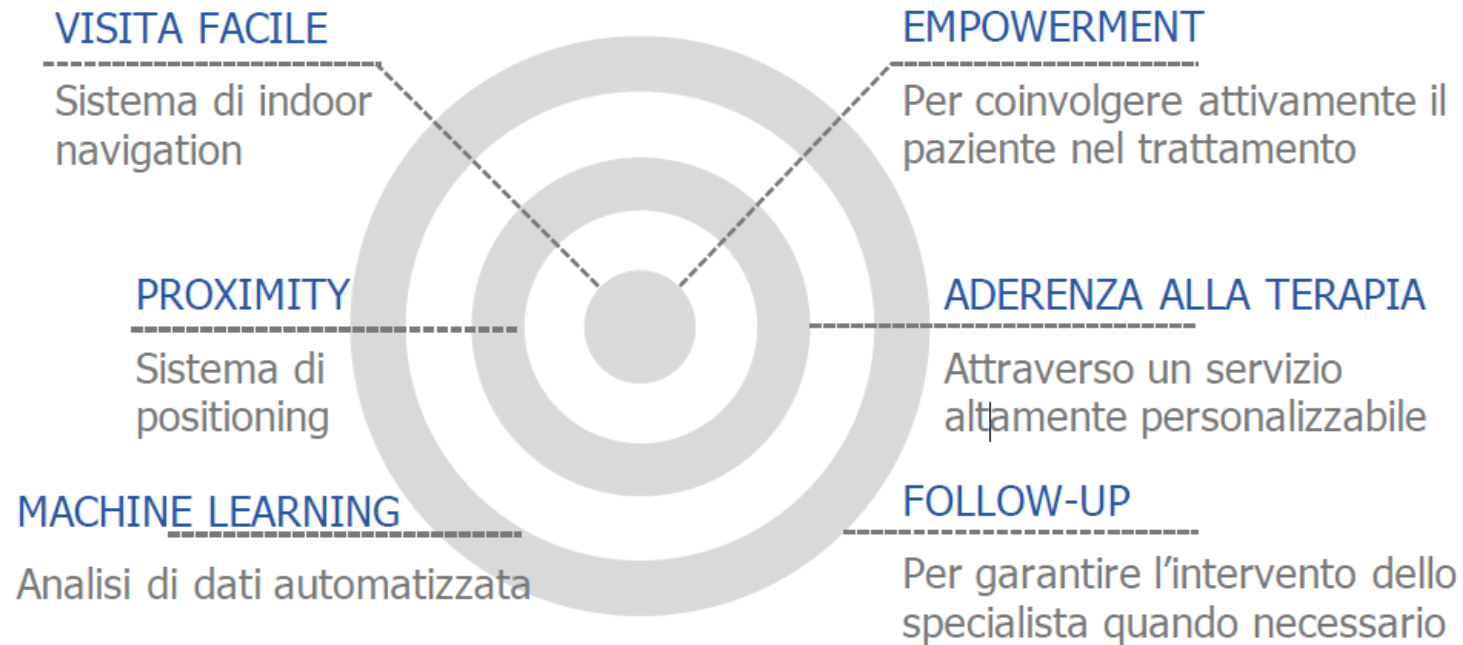 VISITA FACILE
Sistema di indoor
navigation
EMPOWERMENT
Per coinvolgere attivamente il
paziente nel trattamento
PROXIMITY
Sistema di
positioning
ADERENZA ALLA TERAPIA
Attraverso un servizio
altamente personalizzabile
MACHINE LEARNING
Analisi di dati automatizzata
FOLLOW-UP
Per garantire l'intervento dello
specialista quando necessario